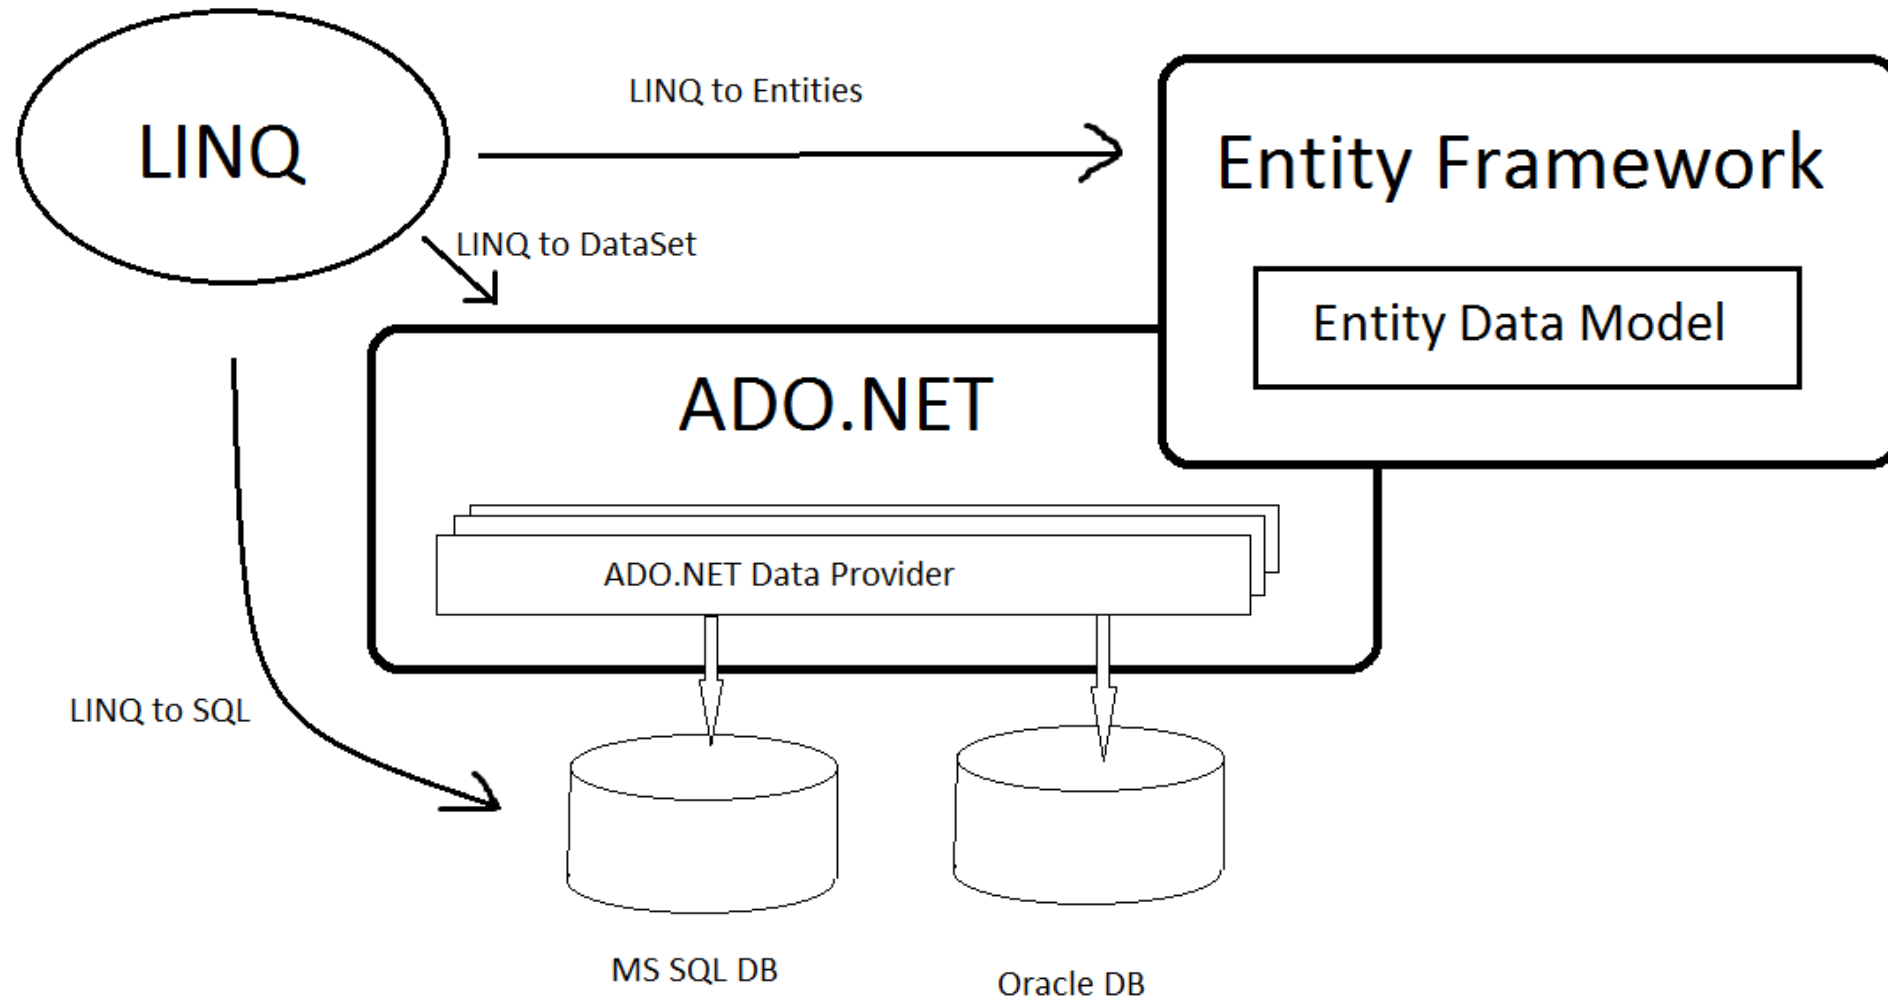 LINQ
LINQ to Entities
Entity Framework
LINQ to DataSet
Entity Data Model
ADO.NET
ADO.NET Data Provider
LINQ to SQL
MS SQL DB
Oracle DB